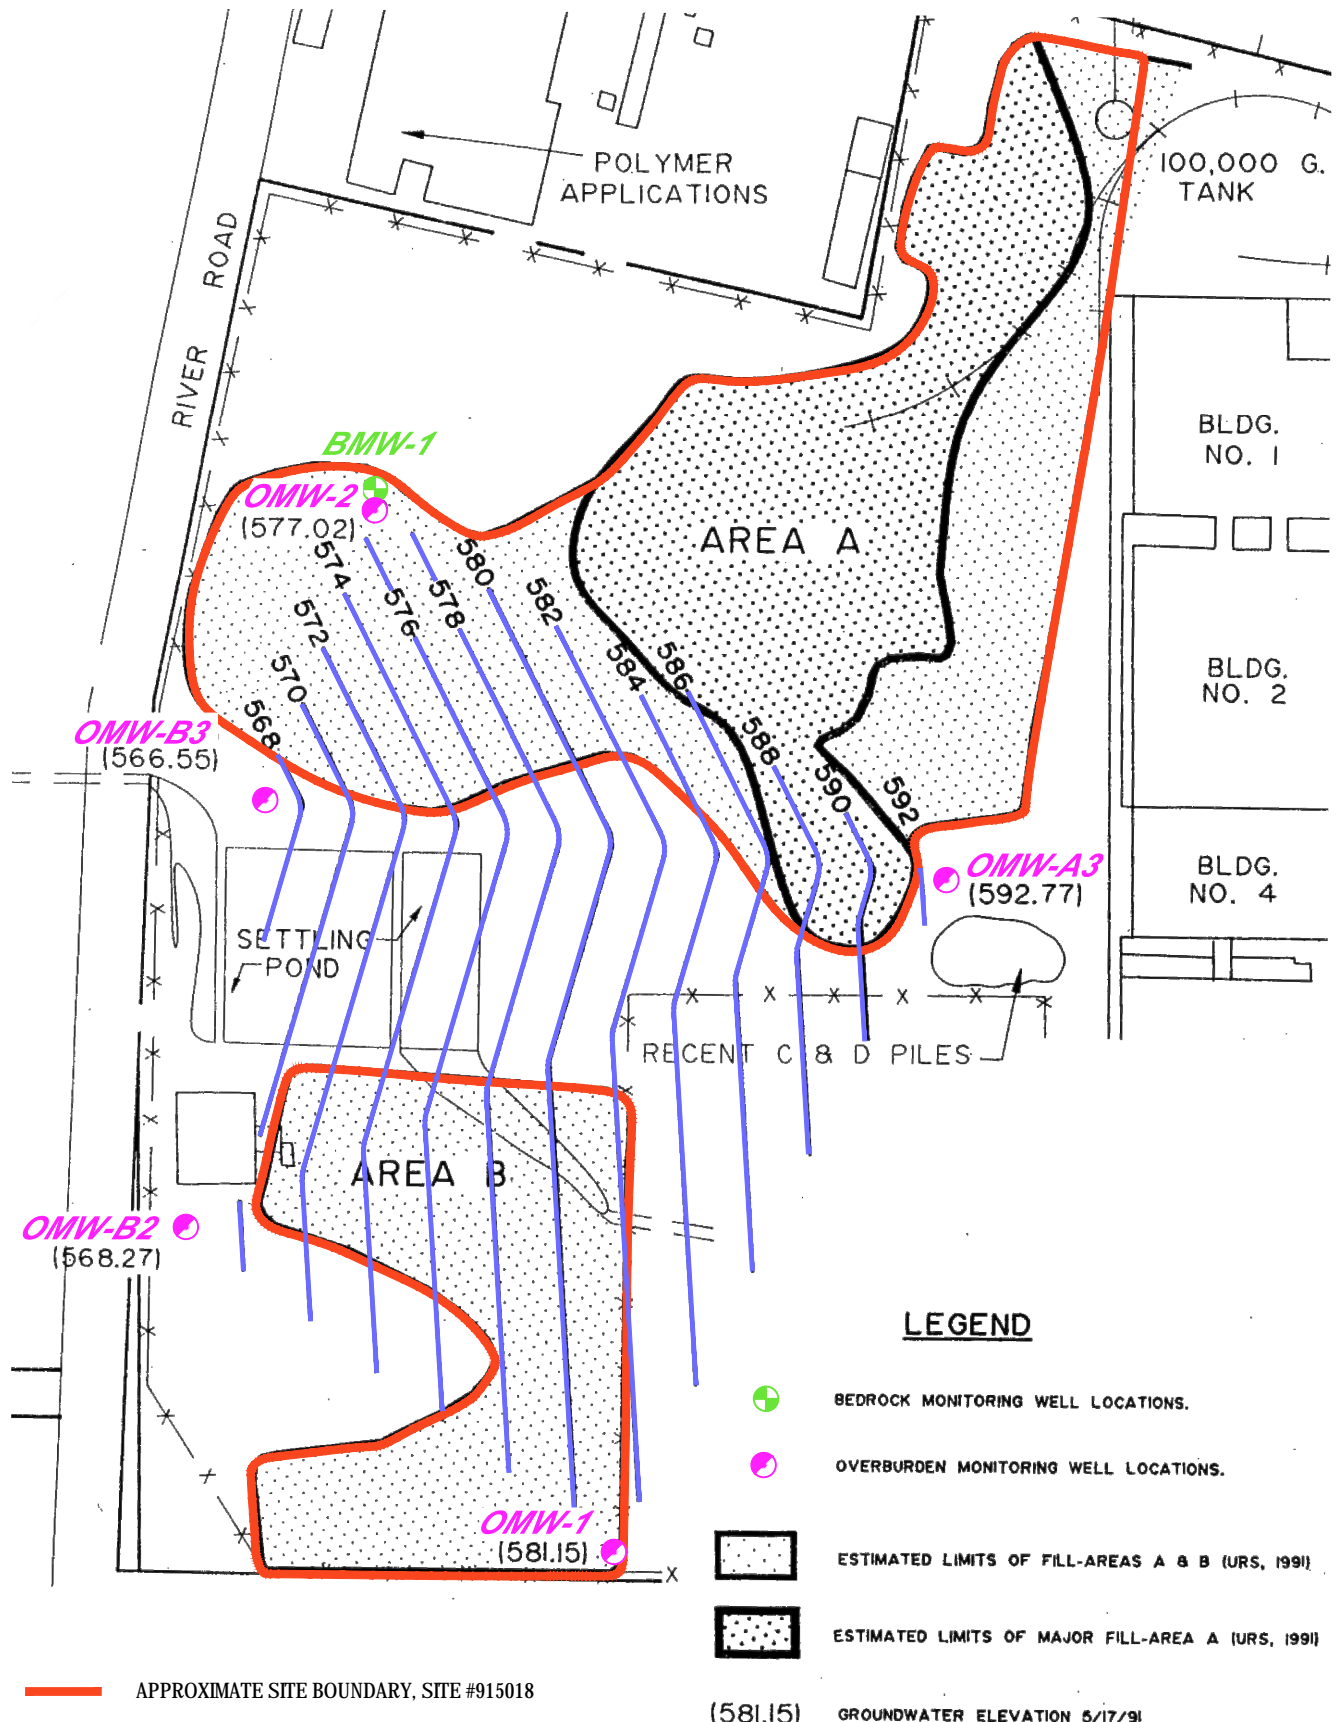 POLYMER
APPLICATIONS
100,000 G.
TANK
RIVER ROAD
BLDG.
NO. 1
BMW-1
OMW-2
(577.02)
AREA A
574
576
578
580
582
572
570
568
584
586
588
590
592
BLDG.
NO. 2
OMW-B3
(566.55)
OMW-A3
(592.77)
BLDG.
NO. 4
SETTLING
POND
RECENT C & D PILES
AREA B
OMW-B2
(568.27)
LEGEND
BEDROCK MONITORING WELL LOCATIONS.
OVERBURDEN MONITORING WELL LOCATIONS.
OMW-1
(581.15)
ESTIMATED LIMITS OF FILL-AREAS A & B (URS, 1991)
ESTIMATED LIMITS OF MAJOR FILL-AREA A (URS, 1991)
APPROXIMATE SITE BOUNDARY, SITE #915018
(581.15) GROUNDWATER ELEVATION 5/17/91